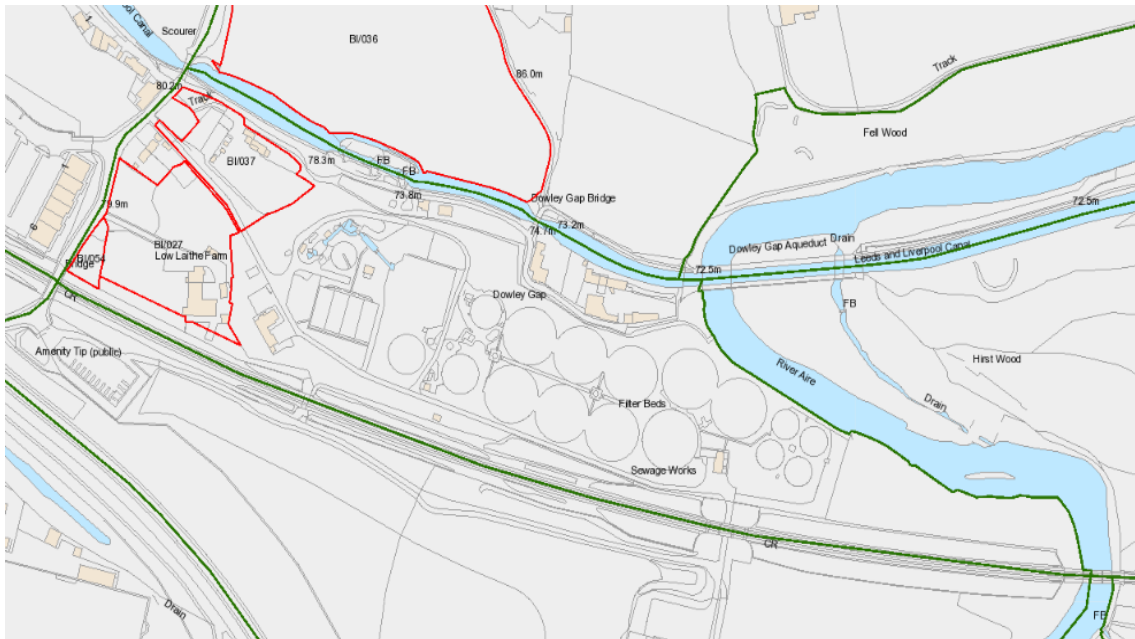 ool Canal
Scourer
BI/036
80.2m
Track
86.0m
Track
Fell Wood
BI/037
78.3m
FB
FB
73.8m
79.9m
Dowley Gap Bridge
73.2m
74.7m
72.5m
BI/027
Low Laithe Farm
BI/054
Bridge
Dowley Gap Aqueduct
Drain
Leeds and Liverpool Canal
72.5m
Dowley Gap
FB
Amenity Tip (public)
River Aire
Hirst Wood
Filter Beds
Drain
Sewage Works
CR
Drain
FB